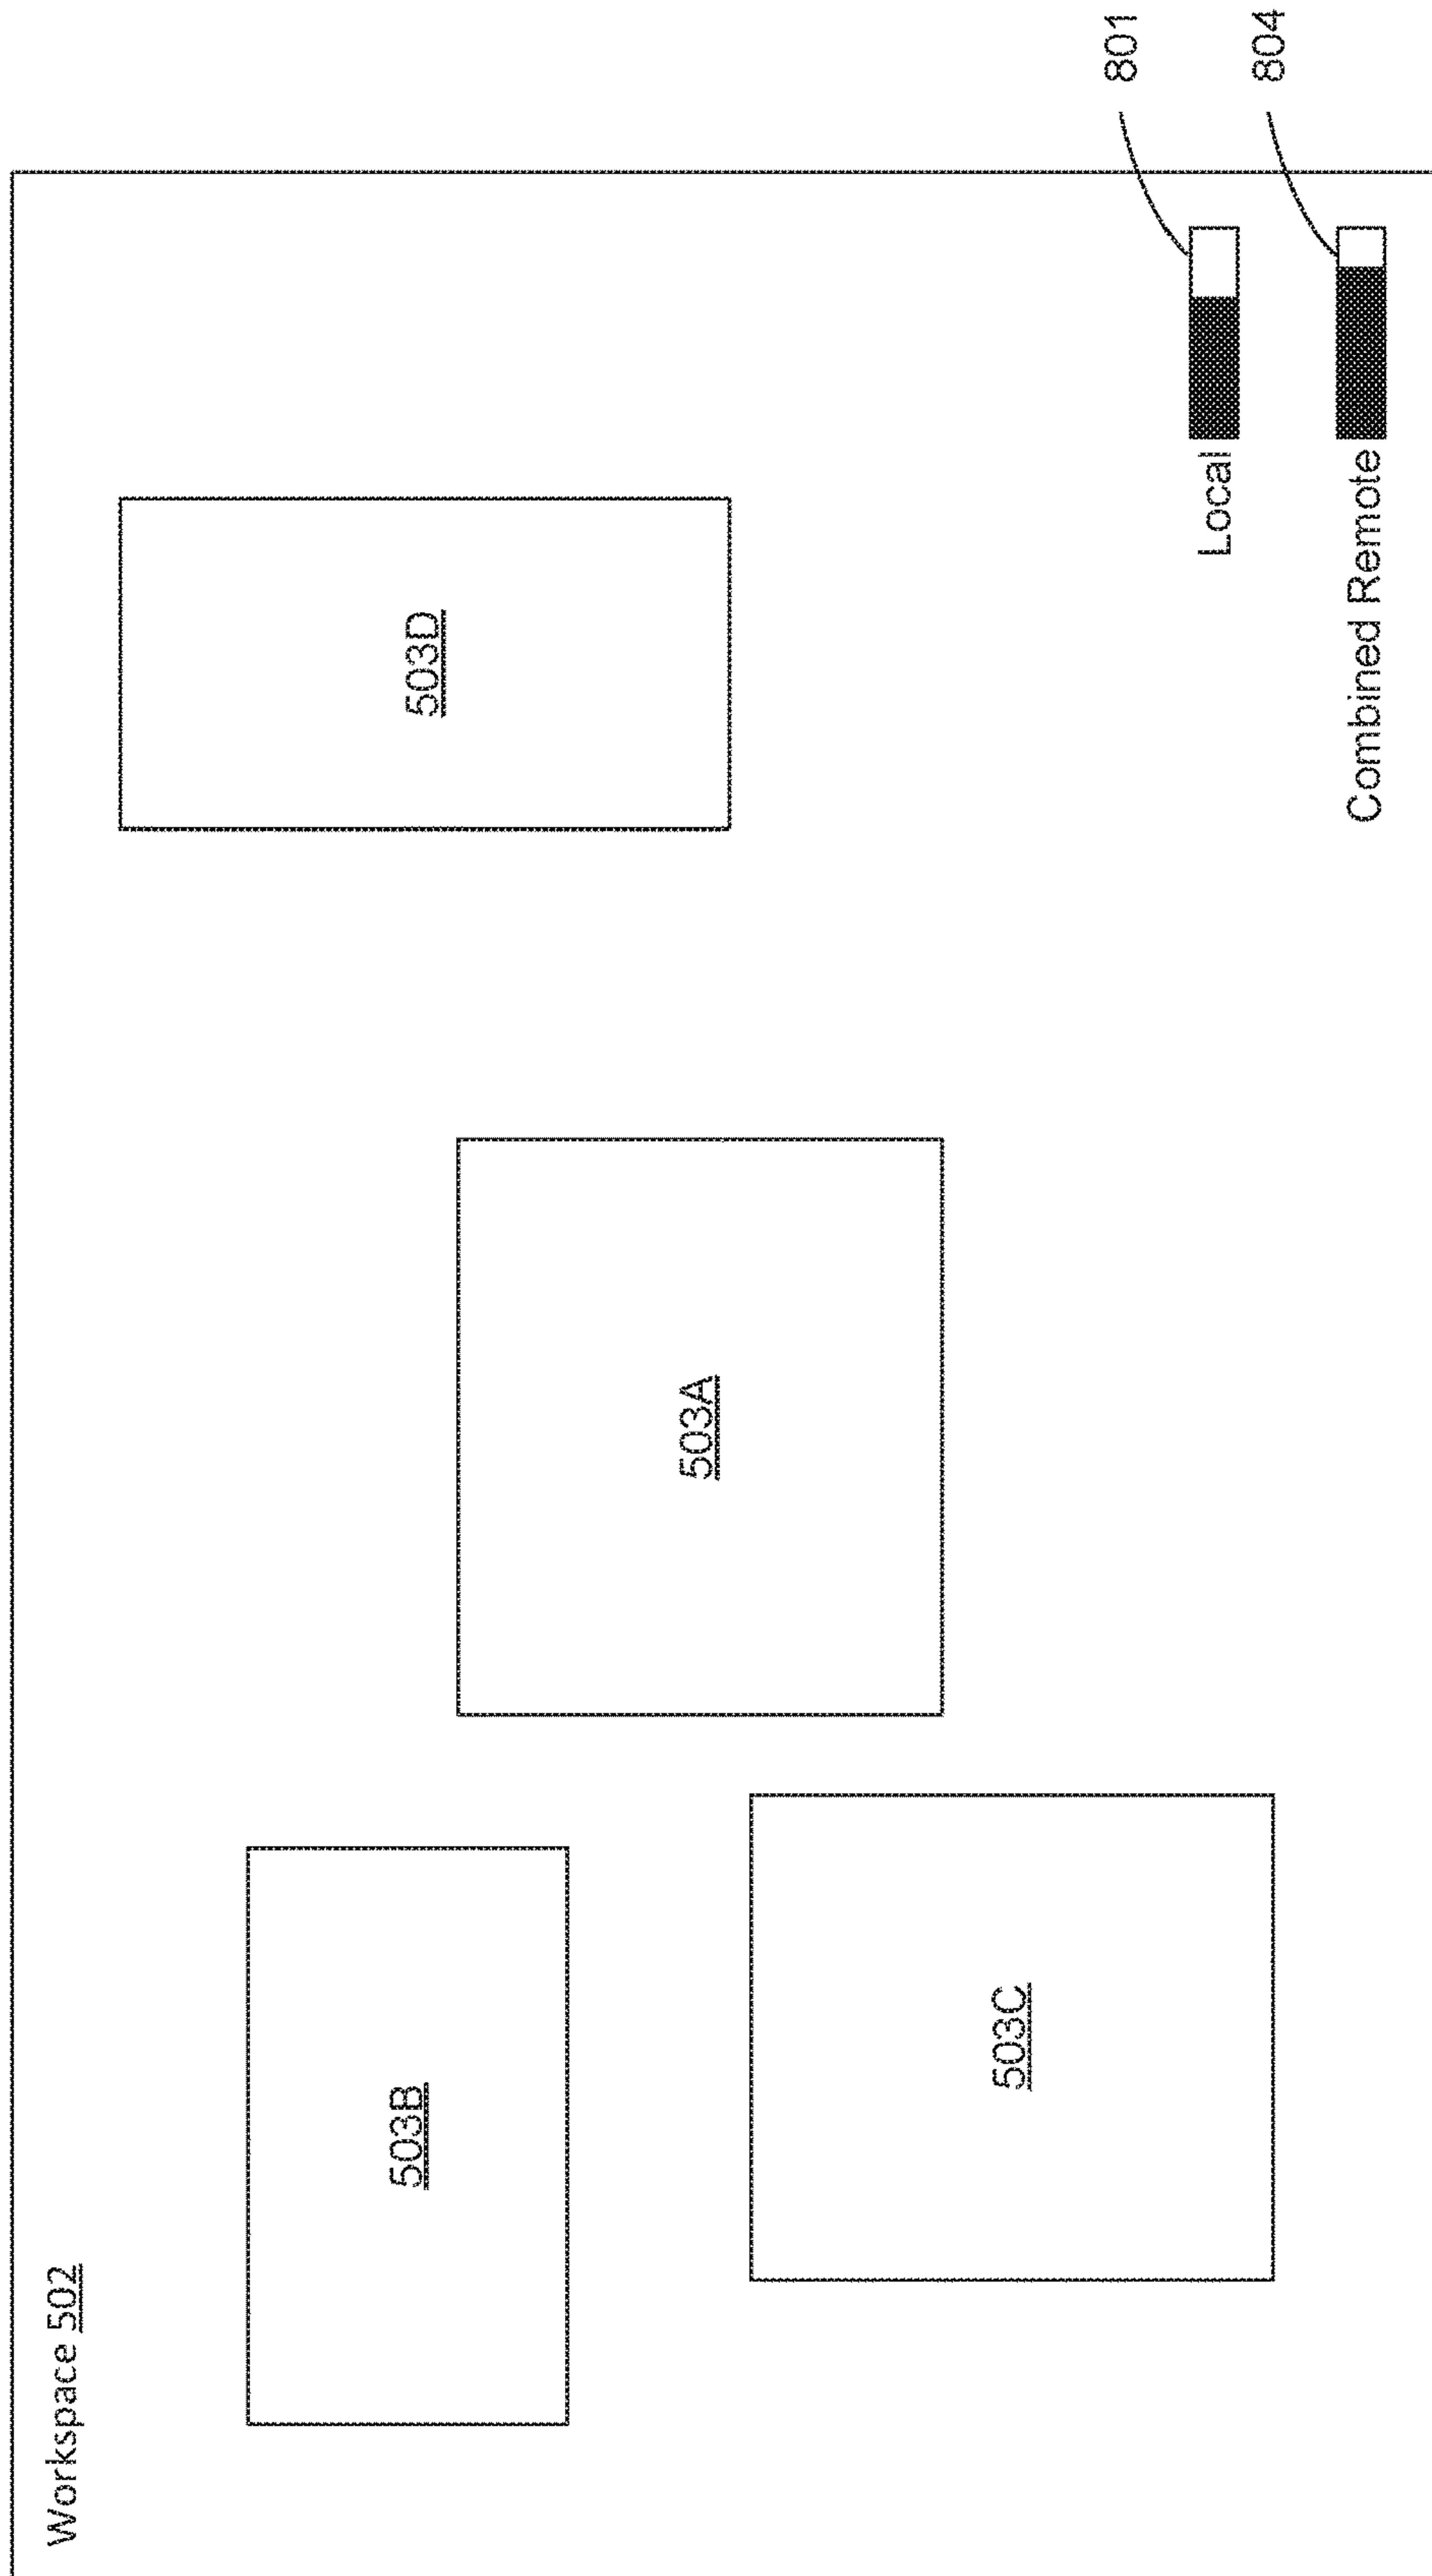 Workspace 502
503B
503D
503A
503C
801
Local
804
Combined Remote